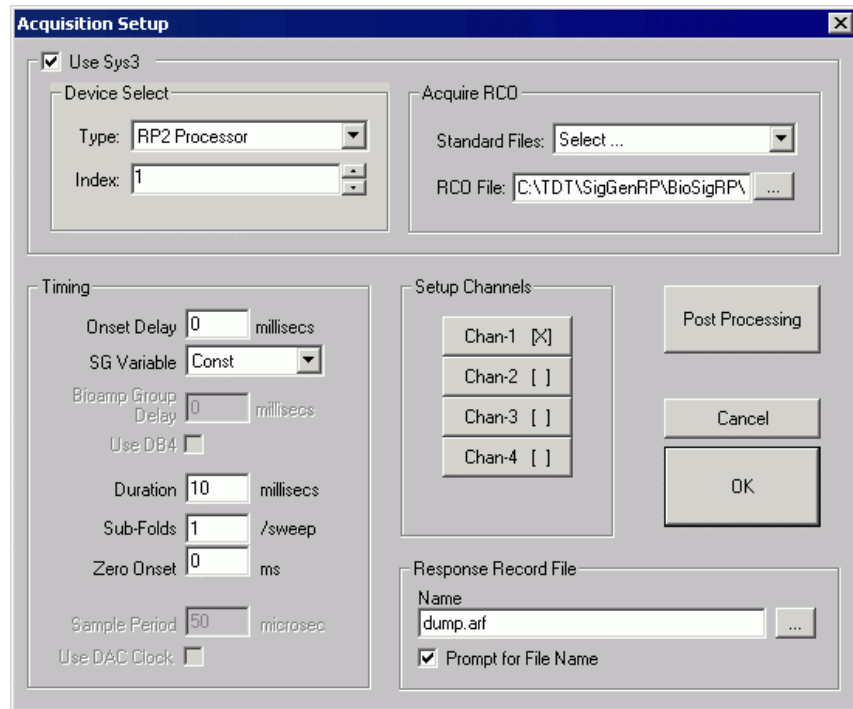 Acquisition Setup
Use Sys3
Device Select
Type: RP2 Processor
Index: 1
Acquire RCO
Standard Files: Select ...
RCO File: C:\TDT\SigGenRP\BioSigRP\ ...
Timing
Onset Delay 0 millisecs
SG Variable Const
Bioamp Group
Delay 0 millisecs
Use DB4
Duration 10 millisecs
Sub-Folds 1 /sweep
Zero Onset 0 ms
Sample Period 50 microsec
Use DAC Clock
Setup Channels
Chan-1 [X]
Chan-2 [ ]
Chan-3 [ ]
Chan-4 [ ]
Post Processing
Cancel
OK
Response Record File
Name
dump.arf ...
Prompt for File Name